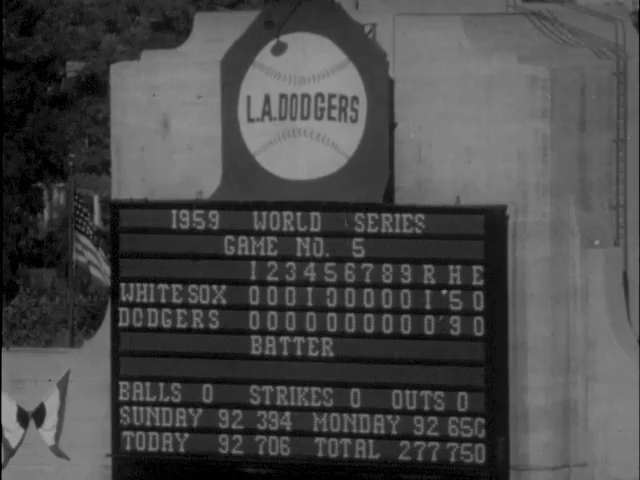 L.A.DODGERS
1959 WORLD SERIES
GAME NO. 5
1 2 3 4 5 6 7 8 9 R H E
WHITE SOX 0 0 0 1 0 0 0 0 0 1 5 0
DODGERS 0 0 0 0 0 0 0 0 0 0 9 0
BATTER
BALLS 0 STRIKES 0 OUTS 0
SUNDAY 92 394 MONDAY 92 650
TODAY 92 706 TOTAL 277 750